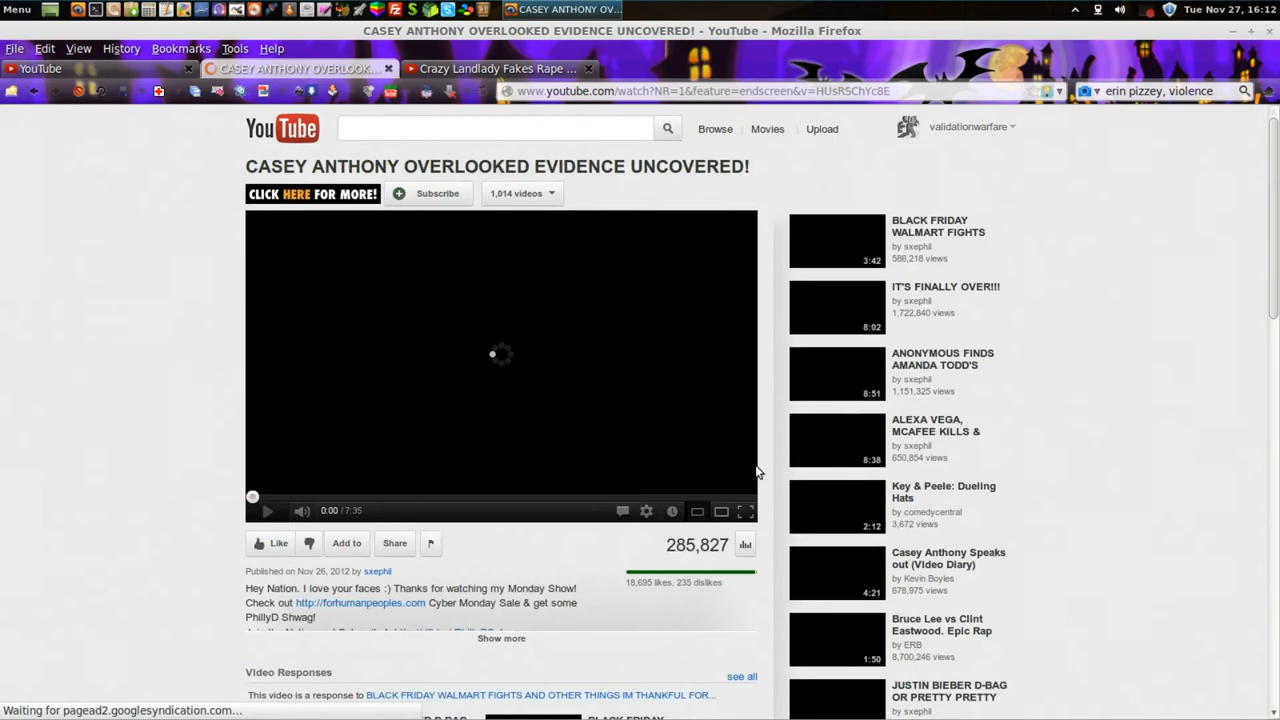 Menu CASEY ANTHONY OV... Tue Nov 27, 16:12
CASEY ANTHONY OVERLOOKED EVIDENCE UNCOVERED! - YouTube - Mozilla Firefox
File Edit View History Bookmarks Tools Help
YouTube CASEY ANTHONY OVERLOOK... Crazy Landlady Fakes Rape ...
www.youtube.com/watch?NR=1&feature=endscreen&v=HUsRSChYc8E erin pizzey, violence
YouTube Browse Movies Upload validationwarfare
CASEY ANTHONY OVERLOOKED EVIDENCE UNCOVERED!
CLICK HERE FOR MORE! Subscribe 1,014 videos
0:00 / 7:35
Like Add to Share 285,827
Published on Nov 26, 2012 by sxephil
18,695 likes, 235 dislikes
Hey Nation. I love your faces :) Thanks for watching my Monday Show!
Check out http://forhumanpeoples.com Cyber Monday Sale & get some
PhillyD Shwag!
Show more
Video Responses see all
This video is a response to BLACK FRIDAY WALMART FIGHTS AND OTHER THINGS IM THANKFUL FOR...
BLACK FRIDAY
Waiting for pagead2.googlesyndication.com...
3:42
BLACK FRIDAY
WALMART FIGHTS
by sxephil
586,218 views
8:02
IT'S FINALLY OVER!!!
by sxephil
1,722,840 views
8:51
ANONYMOUS FINDS
AMANDA TODD'S
by sxephil
1,151,325 views
8:38
ALEXA VEGA,
MCAFEE KILLS &
by sxephil
650,854 views
2:12
Key & Peele: Dueling
Hats
by comedycentral
3,672 views
4:21
Casey Anthony Speaks
out (Video Diary)
by Kevin Boyles
678,975 views
1:50
Bruce Lee vs Clint
Eastwood. Epic Rap
by ERB
8,700,246 views
JUSTIN BIEBER D-BAG
OR PRETTY PRETTY
by sxephil